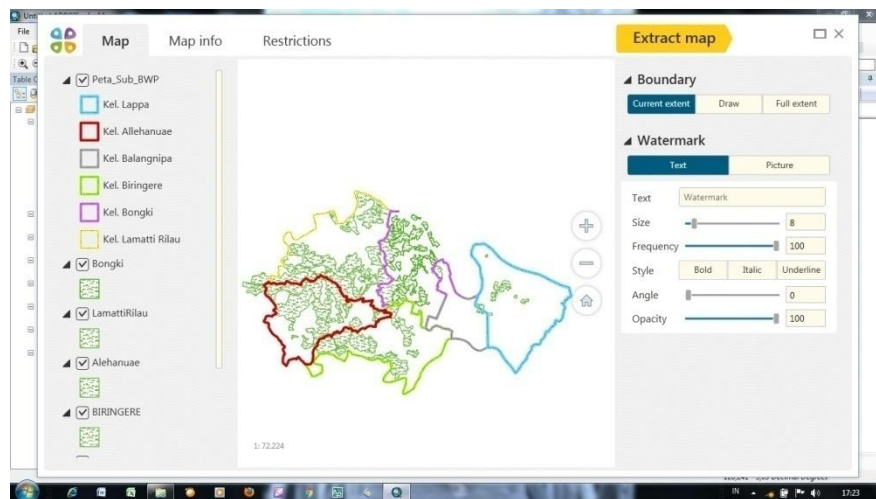 File
Table
Map
Map info
Restrictions
Extract map
Peta_Sub_BWP
Kel. Lappa
Kel. Allehanuae
Kel. Balangnipa
Kel. Biringere
Kel. Bongki
Kel. Lamatti Rilau
Bongki
LamattiRilau
Alehanuae
BIRINGERE
1: 72.224
Boundary
Current extent Draw Full extent
Watermark
Text Picture
Text Watermark
Size 8
Frequency 100
Style Bold Italic Underline
Angle 0
Opacity 100
IN 17:23